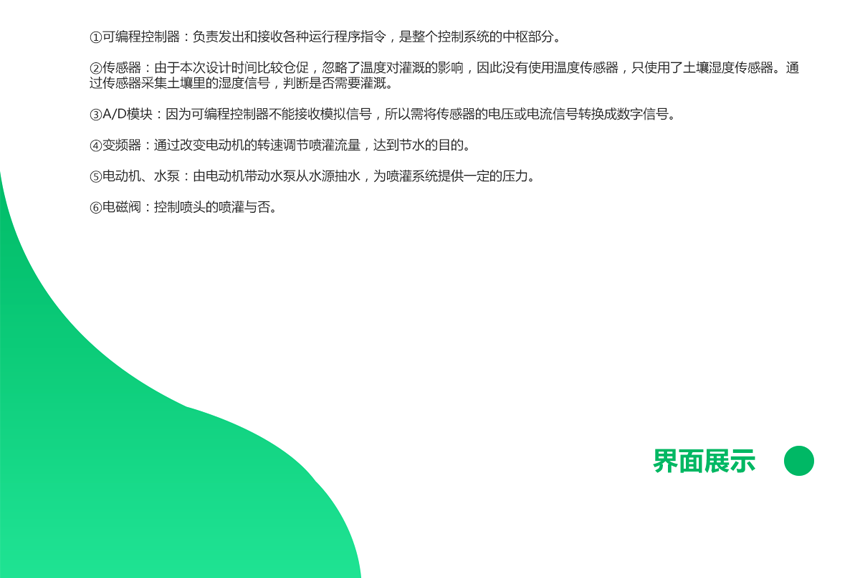 ①可编程控制器：负责发出和接收各种运行程序指令，是整个控制系统的中枢部分。
②传感器：由于本次设计时间比较仓促，忽略了温度对灌溉的影响，因此没有使用温度传感器，只使用了土壤湿度传感器。通
过传感器采集土壤里的湿度信号，判断是否需要灌溉。
③A/D模块：因为可编程控制器不能接收模拟信号，所以需将传感器的电压或电流信号转换成数字信号。
④变频器：通过改变电动机的转速调节喷灌流量，达到节水的目的。
⑤电动机、水泵：由电动机带动水泵从水源抽水，为喷灌系统提供一定的压力。
⑥电磁阀：控制喷头的喷灌与否。
界面展示